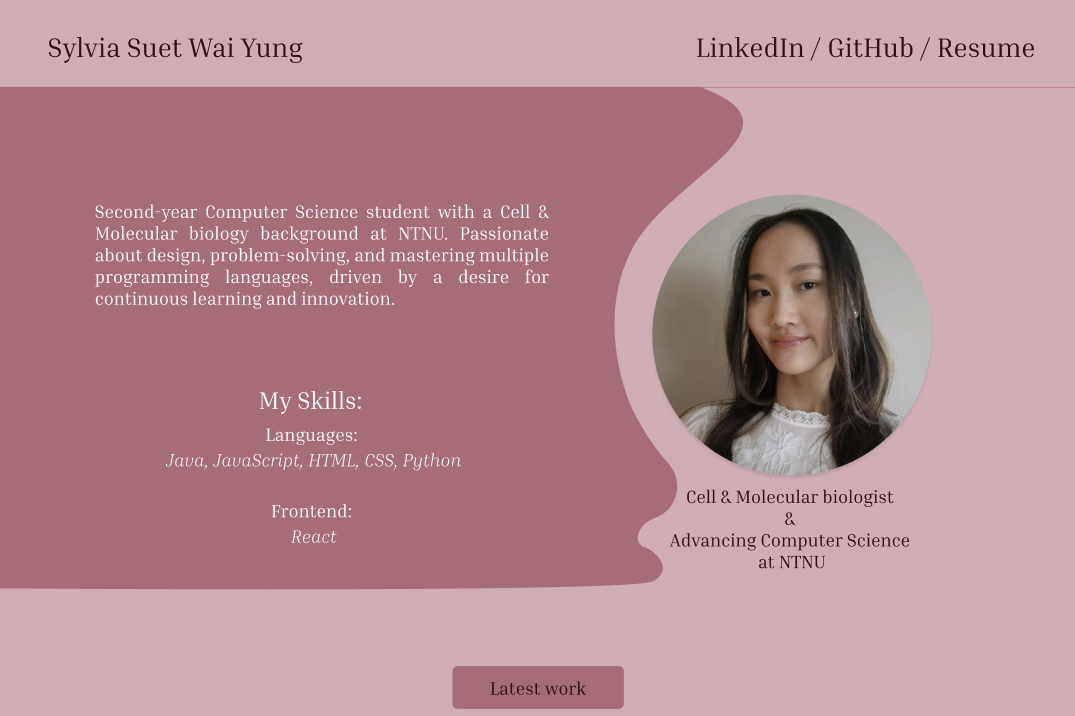 Sylvia Suet Wai Yung
LinkedIn / GitHub / Resume
Second-year Computer Science student with a Cell &
Molecular biology background at NTNU. Passionate
about design, problem-solving, and mastering multiple
programming languages, driven by a desire for
continuous learning and innovation.
My Skills:
Languages:
Java, JavaScript, HTML, CSS, Python
Frontend:
React
Cell & Molecular biologist
&
Advancing Computer Science
at NTNU
Latest work